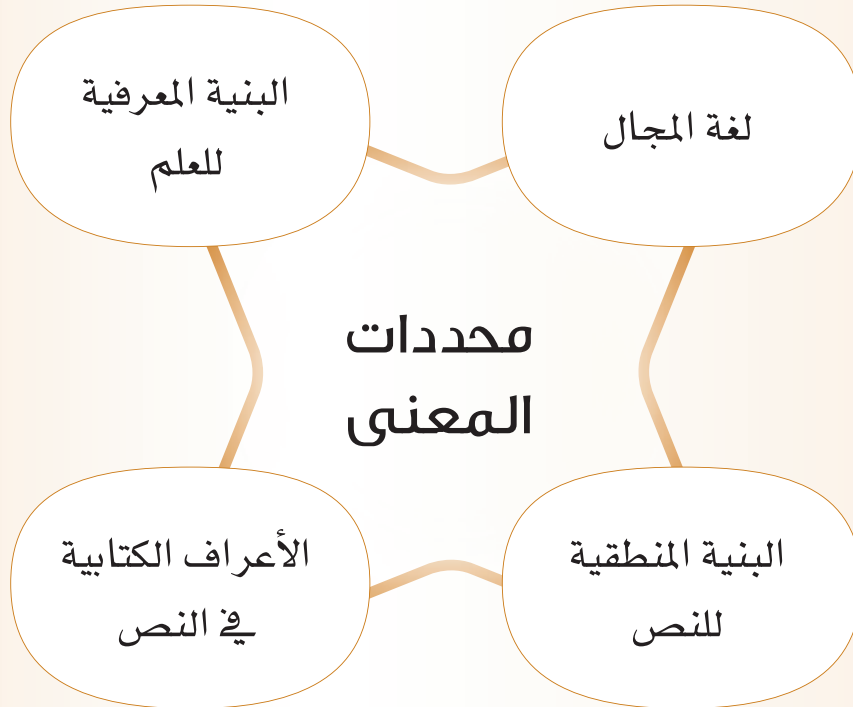 لغة المجال
البنية المعرفية
للعلم
محددات
المعنى
البنية المنطقية
للنص
الأعراف الكتابية
في النص